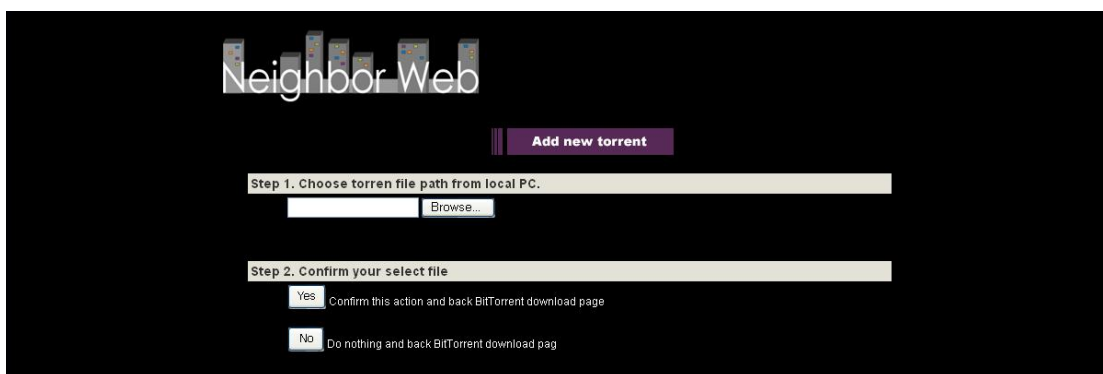 Neighbor Web
Add new torrent
Step 1. Choose torren file path from local PC.
Browse...
Step 2. Confirm your select file
Yes Confirm this action and back BitTorrent download page
No Do nothing and back BitTorrent download pag